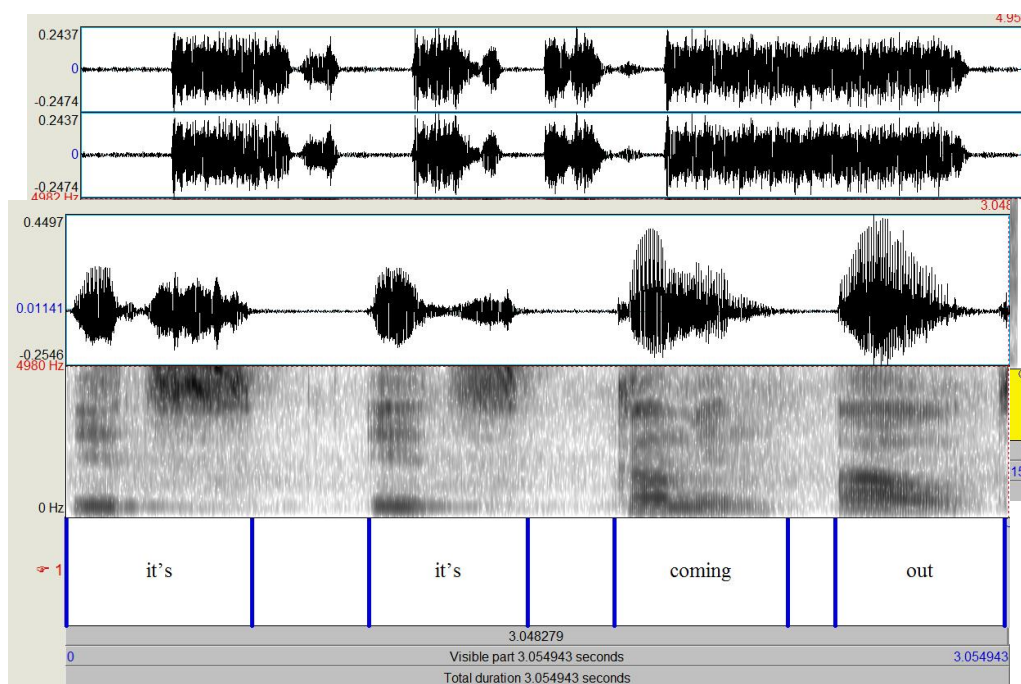 4.95
0.2437
0
-0.2474
0.2437
0
-0.2474
4982 Hz
3.048
0.4497
0.01141
-0.2546
4980 Hz
0 Hz
1 it's it's coming out
15
3.048279
0 Visible part 3.054943 seconds 3.054943
Total duration 3.054943 seconds